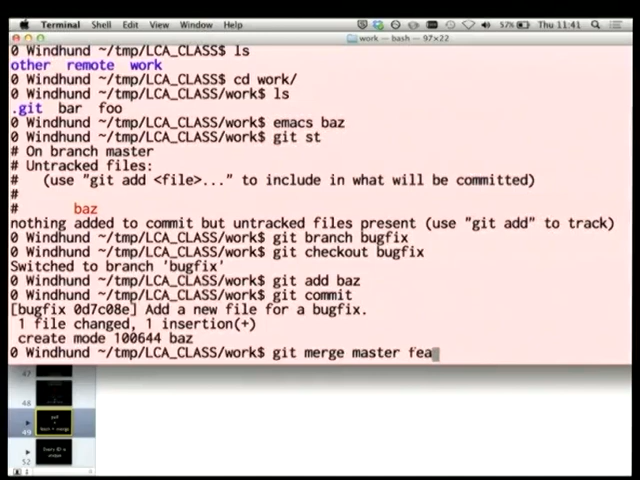 Terminal Shell Edit View Window Help 57% Thu 11:41
work — bash — 97×22
0 Windhund ~/tmp/LCA_CLASS$ ls
other remote work
0 Windhund ~/tmp/LCA_CLASS$ cd work/
0 Windhund ~/tmp/LCA_CLASS/work$ ls
.git bar foo
0 Windhund ~/tmp/LCA_CLASS/work$ emacs baz
0 Windhund ~/tmp/LCA_CLASS/work$ git st
# On branch master
# Untracked files:
# (use "git add <file>..." to include in what will be committed)
#
# baz
nothing added to commit but untracked files present (use "git add" to track)
0 Windhund ~/tmp/LCA_CLASS/work$ git branch bugfix
0 Windhund ~/tmp/LCA_CLASS/work$ git checkout bugfix
Switched to branch 'bugfix'
0 Windhund ~/tmp/LCA_CLASS/work$ git add baz
0 Windhund ~/tmp/LCA_CLASS/work$ git commit
[bugfix 0d7c08e] Add a new file for a bugfix.
1 file changed, 1 insertion(+)
create mode 100644 baz
0 Windhund ~/tmp/LCA_CLASS/work$ git merge master fea
47
48
49
52